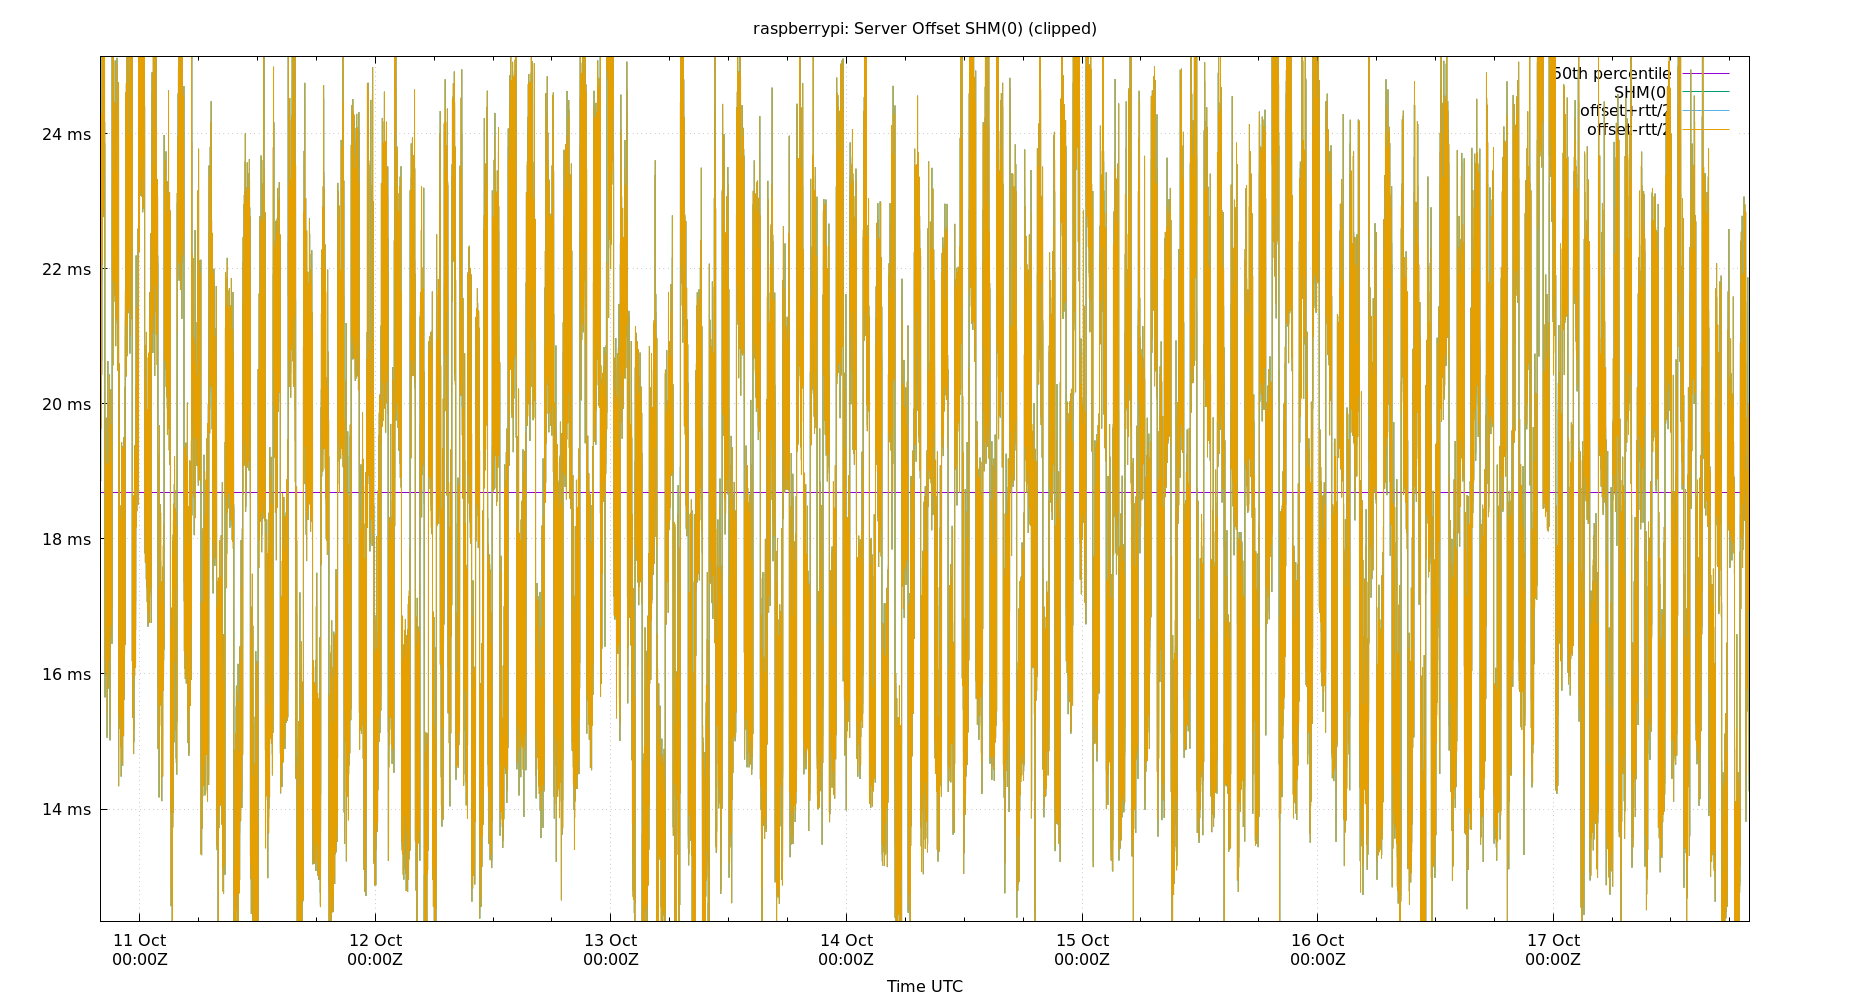 raspberrypi: Server Offset SHM(0) (clipped)
50th percentile
SHM(0)
offset+rtt/2
offset-rtt/2
24 ms
22 ms
20 ms
18 ms
16 ms
14 ms
11 Oct 12 Oct 13 Oct 14 Oct 15 Oct 16 Oct 17 Oct
00:00Z 00:00Z 00:00Z 00:00Z 00:00Z 00:00Z 00:00Z
Time UTC